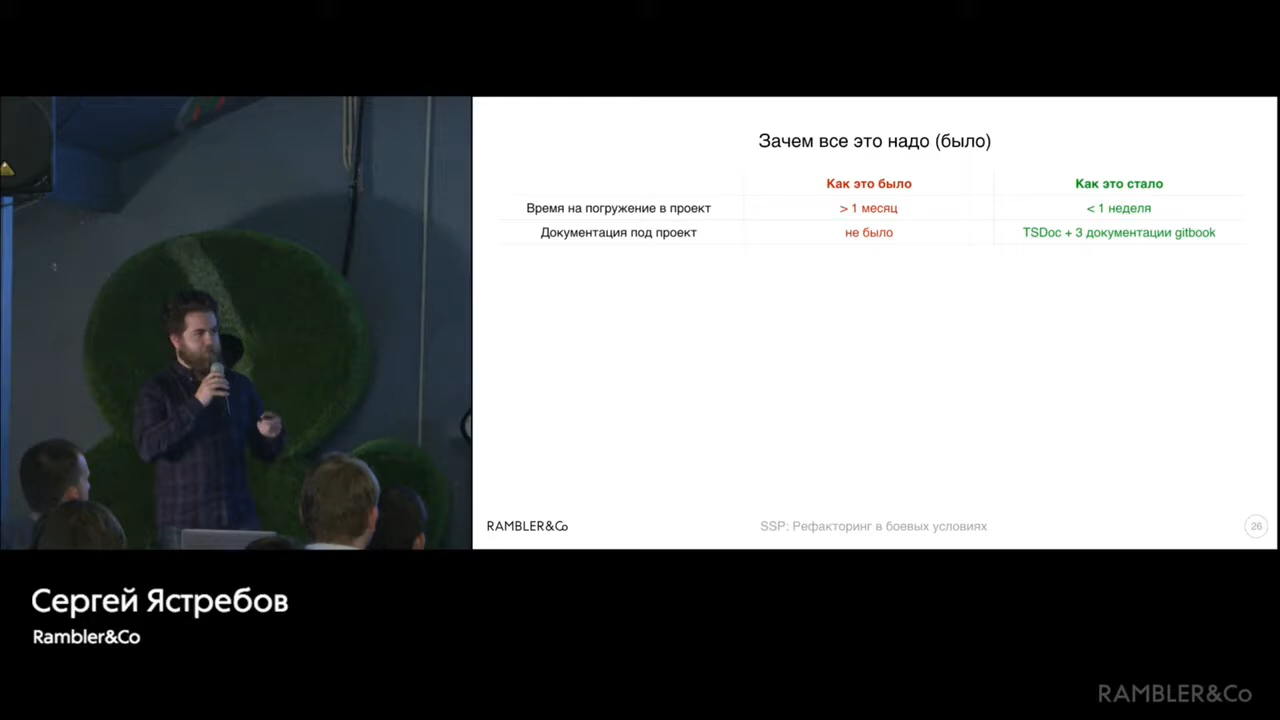 Зачем все это надо (было)
Как это было Как это стало
Время на погружение в проект > 1 месяц < 1 неделя
Документация под проект не было TSDoc + 3 документации gitbook
RAMBLER&Co SSP: Рефакторинг в боевых условиях 26
Сергей Ястребов
Rambler&Co
RAMBLER&Co